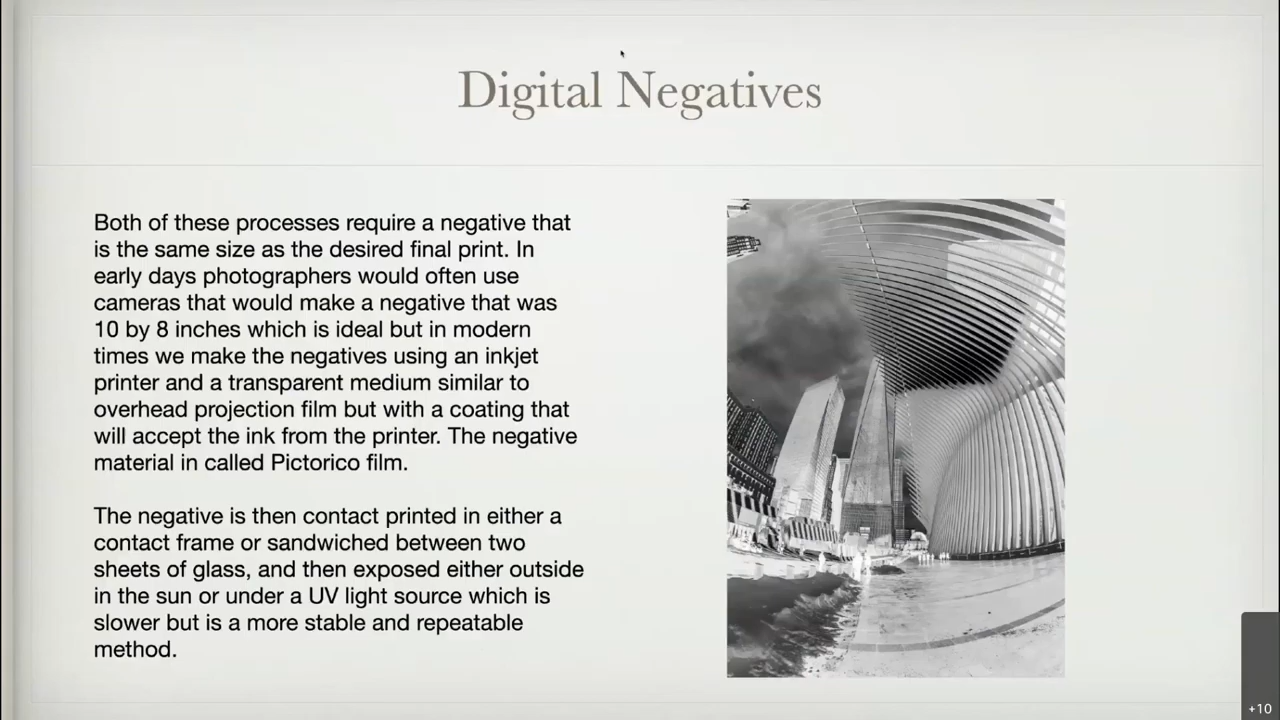 Digital Negatives
Both of these processes require a negative that
is the same size as the desired final print. In
early days photographers would often use
cameras that would make a negative that was
10 by 8 inches which is ideal but in modern
times we make the negatives using an inkjet
printer and a transparent medium similar to
overhead projection film but with a coating that
will accept the ink from the printer. The negative
material in called Pictorico film.
The negative is then contact printed in either a
contact frame or sandwiched between two
sheets of glass, and then exposed either outside
in the sun or under a UV light source which is
slower but is a more stable and repeatable
method.
+10